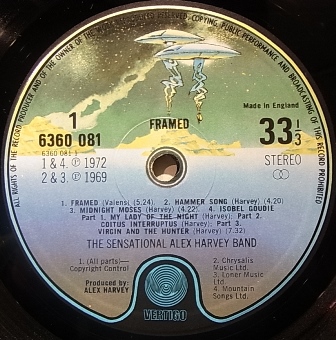 ALL RIGHTS OF THE RECORD PRODUCER AND OF THE OWNER OF THE WORK REPRODUCED RESERVED · COPYING, PUBLIC PERFORMANCE AND BROADCASTING OF THIS RECORD
Made in England
FRAMED
1
6360 081
6360 081 1
1 & 4. Ⓟ 1972
2 & 3. Ⓟ 1969
33 1/3
STEREO
1. FRAMED (Valens) (5.24). 2. HAMMER SONG (Harvey) (4.20)
3. MIDNIGHT MOSES (Harvey) (4.22). 4. ISOBEL GOUDIE
Part 1. MY LADY OF THE NIGHT (Harvey); Part 2.
COITUS INTERRUPTUS (Harvey); Part 3.
VIRGIN AND THE HUNTER (Harvey) (7.32)
THE SENSATIONAL ALEX HARVEY BAND
1. (All parts)—
Copyright Control
2. Chrysalis
Music Ltd.
3. Loner Music
Ltd.
4. Mountain
Songs Ltd.
Produced by:
ALEX HARVEY
VERTIGO